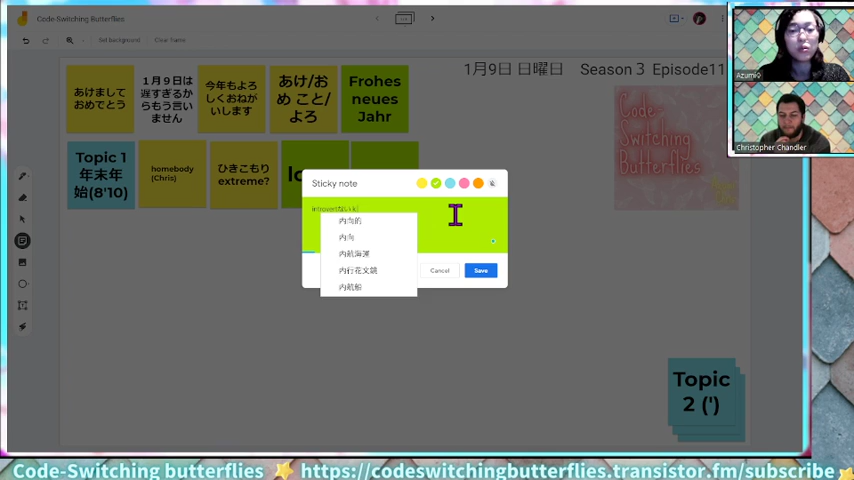 Code-Switching Butterflies
Set background
Clear frame
1月9日 日曜日 Season 3 Episode11
あけまして
おめでとう
1月9日は
遅すぎるか
らもう言い
ません
今年もよろ
しくおねが
いします
あけ/お
め こと/
よろ
Frohes
neues
Jahr
Topic 1
年末年
始(8'10)
homebody
(Chris)
ひきこもり
extreme?
Code-
Switching
Butterflies
Sticky note
内向的
内向
内航海運
内行花文鏡
内航船
Cancel
Save
Topic
2 (')
Azumi
Christopher Chandler
Code-Switching butterflies https://codeswitchingbutterflies.transistor.fm/subscribe